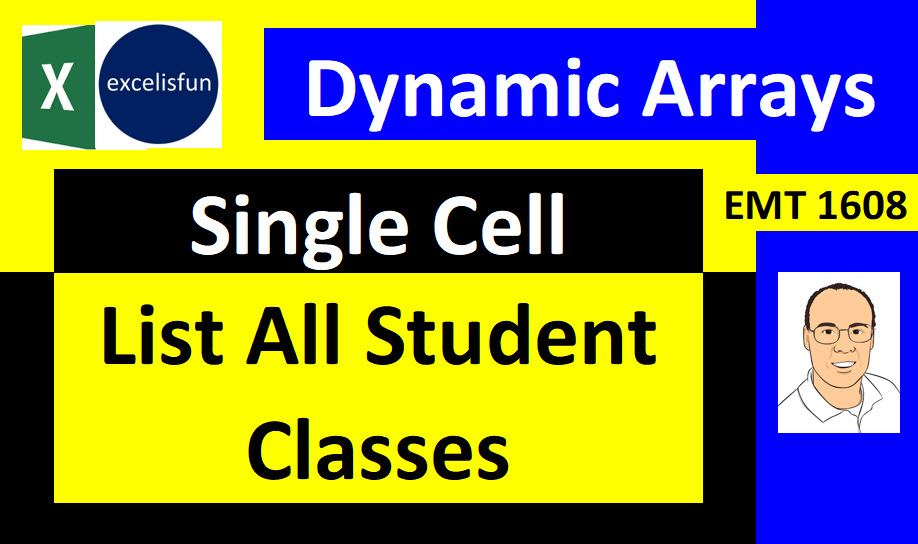 X
excelisfun
Dynamic Arrays
EMT 1608
Single Cell
List All Student
Classes